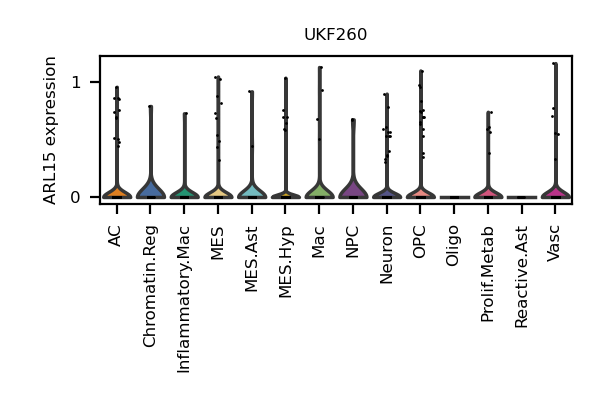 UKF260
ARL15 expression
1
0
AC
Chromatin.Reg
Inflammatory.Mac
MES
MES.Ast
MES.Hyp
Mac
NPC
Neuron
OPC
Oligo
Prolif.Metab
Reactive.Ast
Vasc